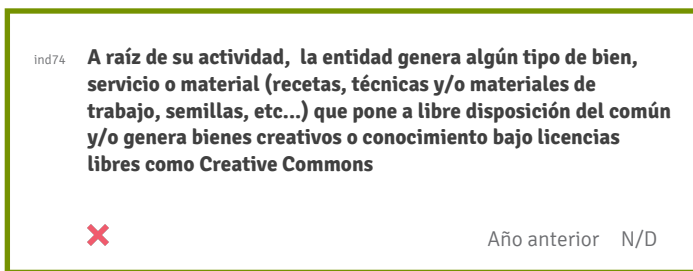 ind74 A raíz de su actividad, la entidad genera algún tipo de bien,
servicio o material (recetas, técnicas y/o materiales de
trabajo, semillas, etc...) que pone a libre disposición del común
y/o genera bienes creativos o conocimiento bajo licencias
libres como Creative Commons
Año anterior N/D